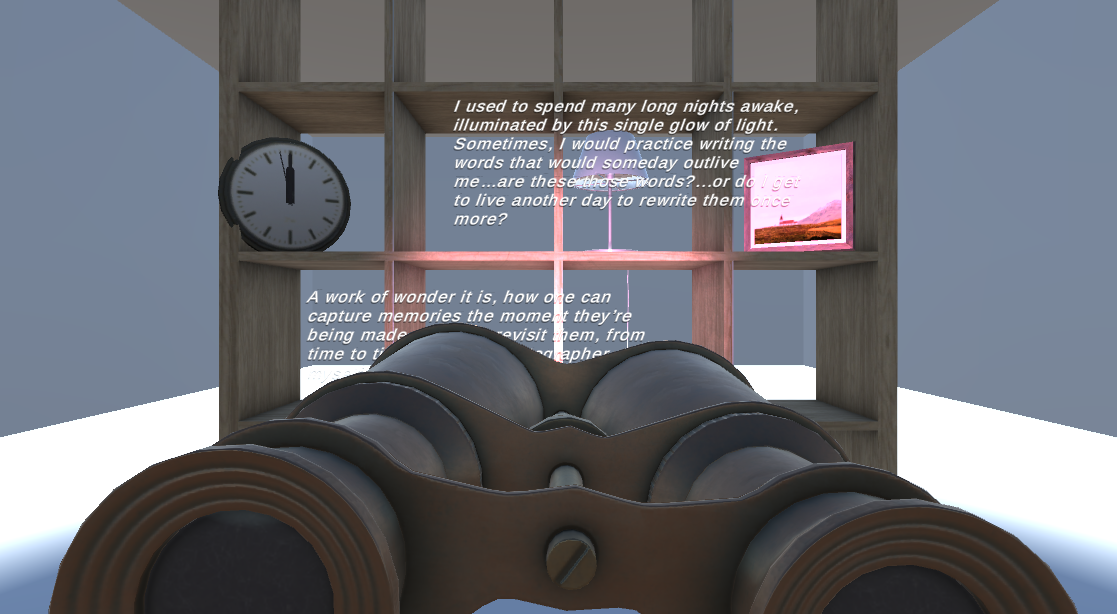 I used to spend many long nights awake,
illuminated by this single glow of light.
Sometimes, I would practice writing the
words that would someday outlive
me...are these those words?...or do I get
to live another day to rewrite them once
more?
A work of wonder it is, how one can
capture memories the moment they're
being made revisit them, from
time to